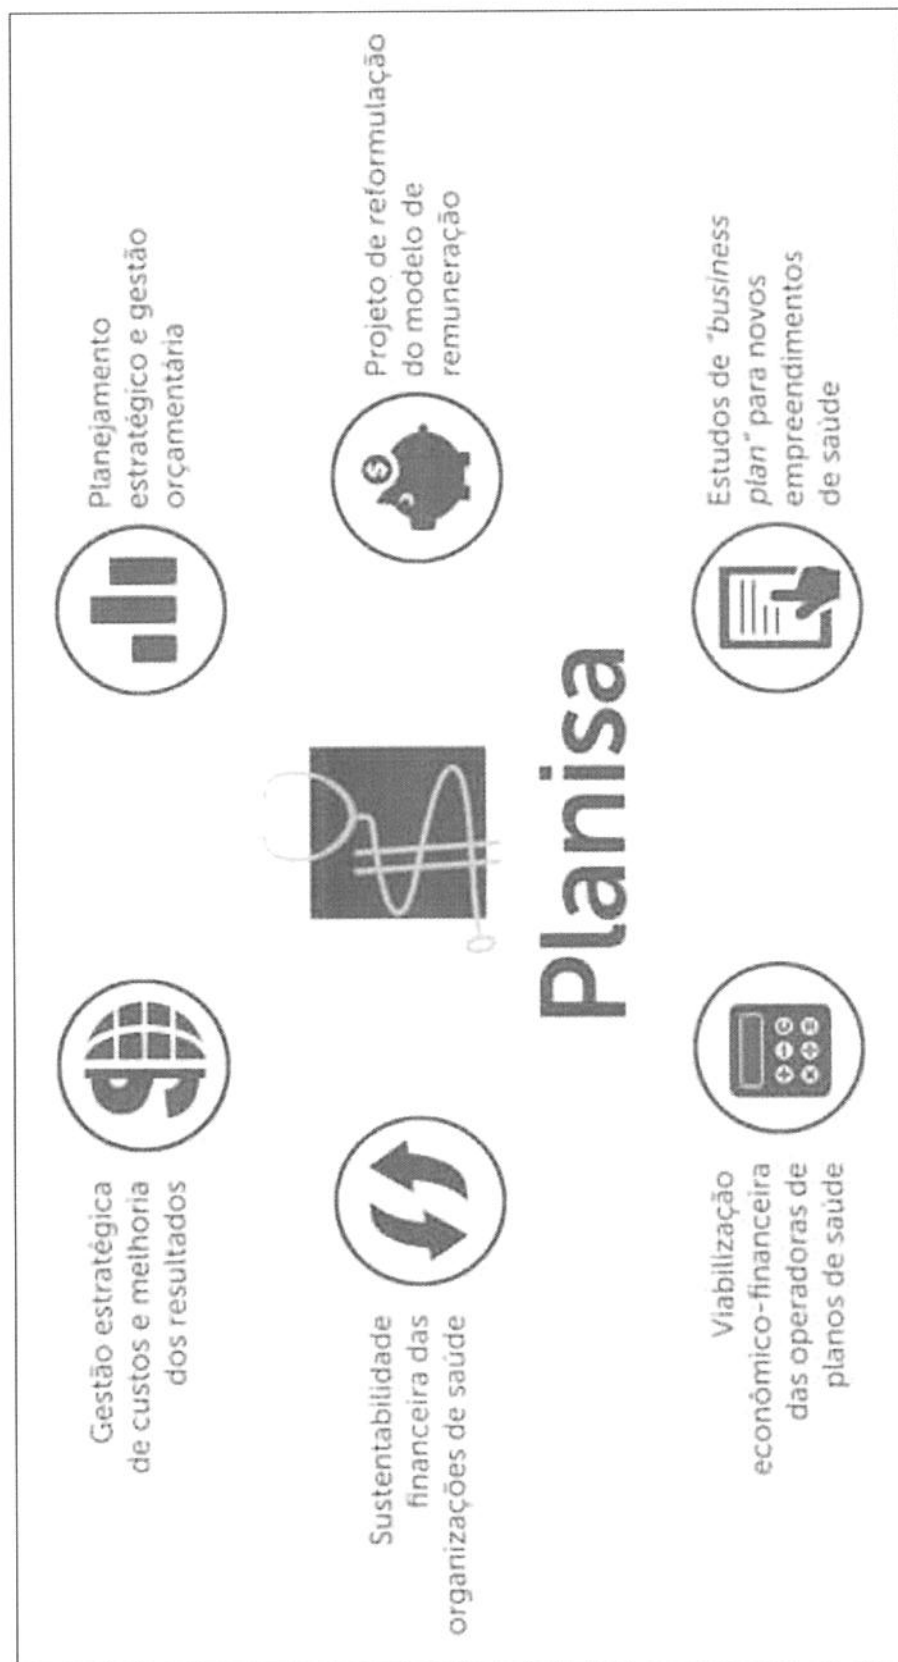 Gestão estratégica
de custos e melhoria
dos resultados
Planejamento
estratégico e gestão
orçamentária
Sustentabilidade
financeira das
organizações de saúde
Projeto de reformulação
do modelo de
remuneração
Planisa
Viabilização
econômico-financeira
das operadoras de
planos de saúde
Estudos de "business
plan" para novos
empreendimentos
de saúde